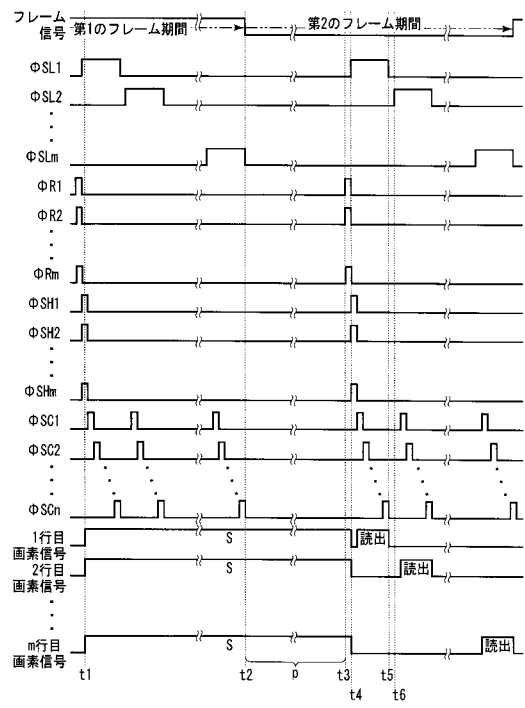 フレーム
信号
第1のフレーム期間
第2のフレーム期間
ΦSL1
ΦSL2
ΦSLm
ΦR1
ΦR2
ΦRm
ΦSH1
ΦSH2
ΦSHm
ΦSC1
ΦSC2
ΦSCn
1行目
画素信号
S
読出
2行目
画素信号
S
読出
m行目
画素信号
S
読出
t1
t2
p
t3
t5
t4
t6